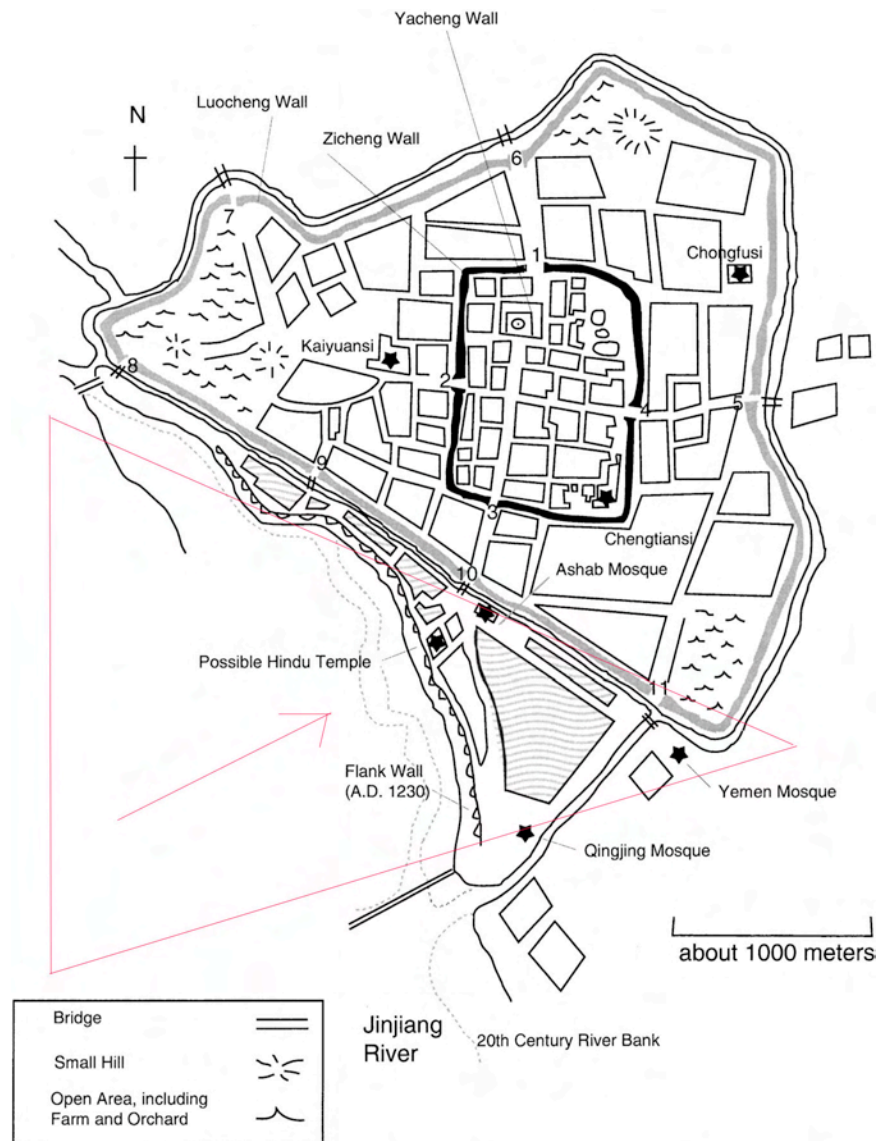 Yacheng Wall
Luocheng Wall
N
Zicheng Wall
6
7
1
Chongfusi
Kaiyuansi
8
2
4
5
9
3
Chengtiansi
10
Ashab Mosque
Possible Hindu Temple
11
Flank Wall
(A.D. 1230)
Yemen Mosque
Qingjing Mosque
about 1000 meters
Jinjiang
River
20th Century River Bank
Bridge
Small Hill
Open Area, including
Farm and Orchard